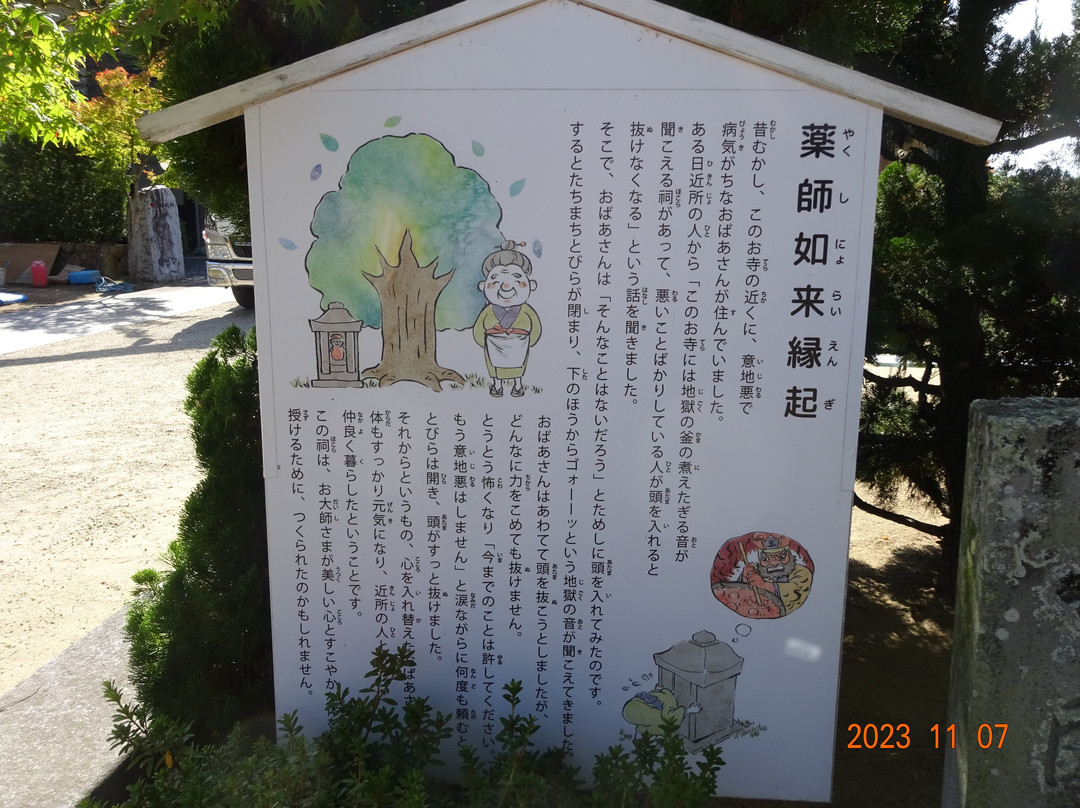 薬師如来縁起
やくしにょらいえんぎ
昔むかし、このお寺の近くに、意地悪で
病気がちなおばあさんが住んでいました。
ある日近所の人から「このお寺には地獄の釜の煮えたぎる音が
聞こえる祠があって、悪いことばかりしている人が頭を入れると
抜けなくなる」という話を聞きました。
そこで、おばあさんは「そんなことはないだろう」とためしに頭を入れてみたのです。
するとたちまちとびらが閉まり、下のほうからゴォーーッという地獄の音が聞こえてきました
おばあさんはあわてて頭を抜こうとしましたが、
どんなに力をこめても抜けません。
とうとう怖くなり「今までのことは許してください、
もう意地悪はしません」と涙ながらに何度も頼むと
とびらは開き、頭がすっと抜けました。
それからというもの、心を入れ替えた
体もすっかり元気になり、近所の人
仲良く暮らしたということです。
この祠は、お大師さまが美しい心とすこやか
授けるために、つくられたのかもしれません。
2023 11 07